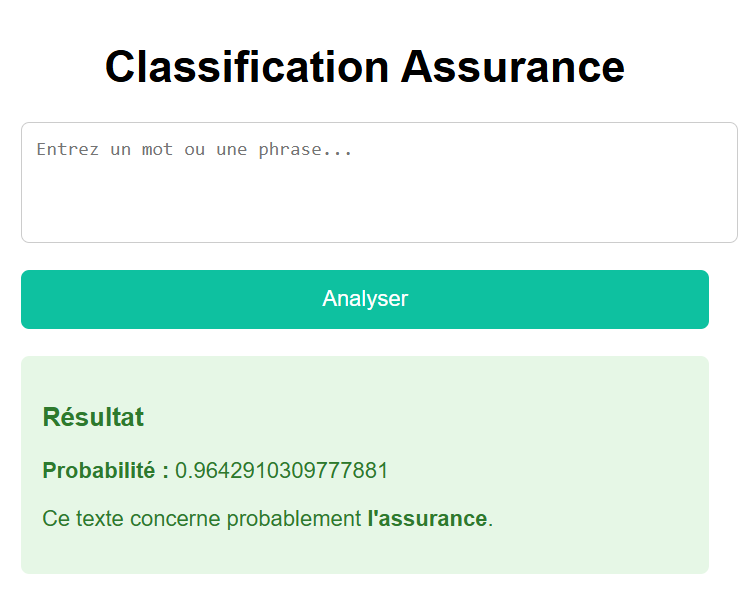 Classification Assurance
Entrez un mot ou une phrase...
Analyser
Résultat
Probabilité : 0.9642910309777881
Ce texte concerne probablement l'assurance.